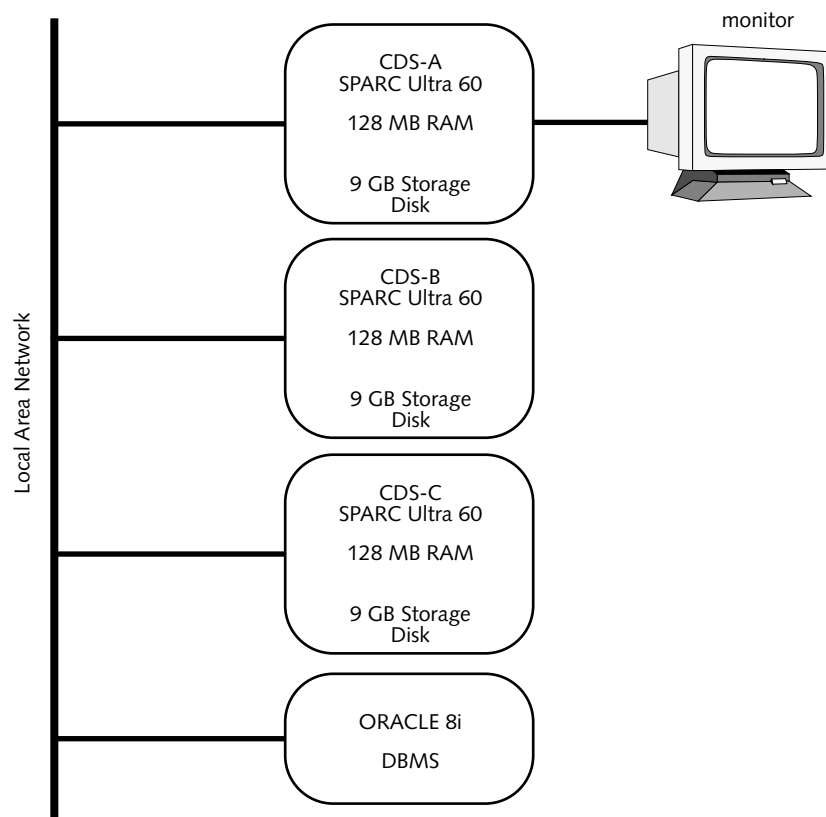 monitor
CDS-A
SPARC Ultra 60
128 MB RAM
9 GB Storage
Disk
CDS-B
SPARC Ultra 60
128 MB RAM
9 GB Storage
Disk
Local Area Network
CDS-C
SPARC Ultra 60
128 MB RAM
9 GB Storage
Disk
ORACLE 8i
DBMS